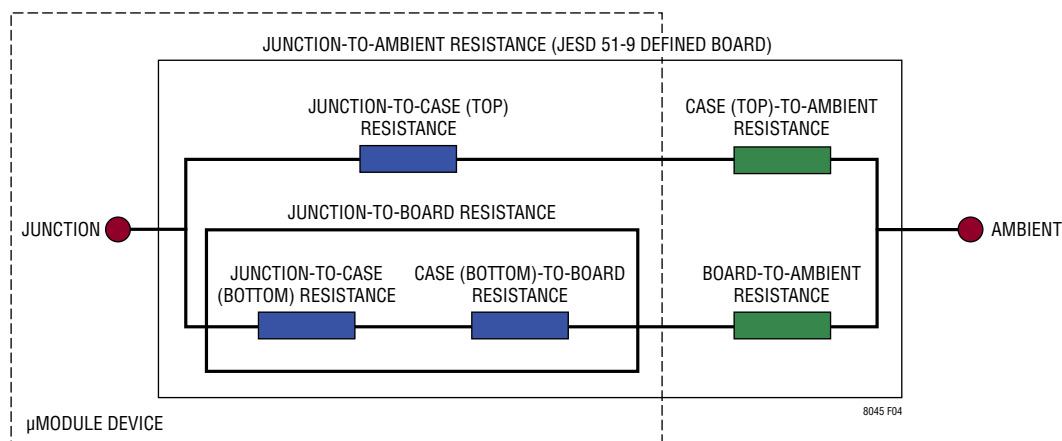 JUNCTION-TO-AMBIENT RESISTANCE (JESD 51-9 DEFINED BOARD)
JUNCTION-TO-CASE (TOP)
RESISTANCE
CASE (TOP)-TO-AMBIENT
RESISTANCE
JUNCTION-TO-BOARD RESISTANCE
JUNCTION
AMBIENT
JUNCTION-TO-CASE
(BOTTOM) RESISTANCE
CASE (BOTTOM)-TO-BOARD
RESISTANCE
BOARD-TO-AMBIENT
RESISTANCE
8045 F04
µMODULE DEVICE